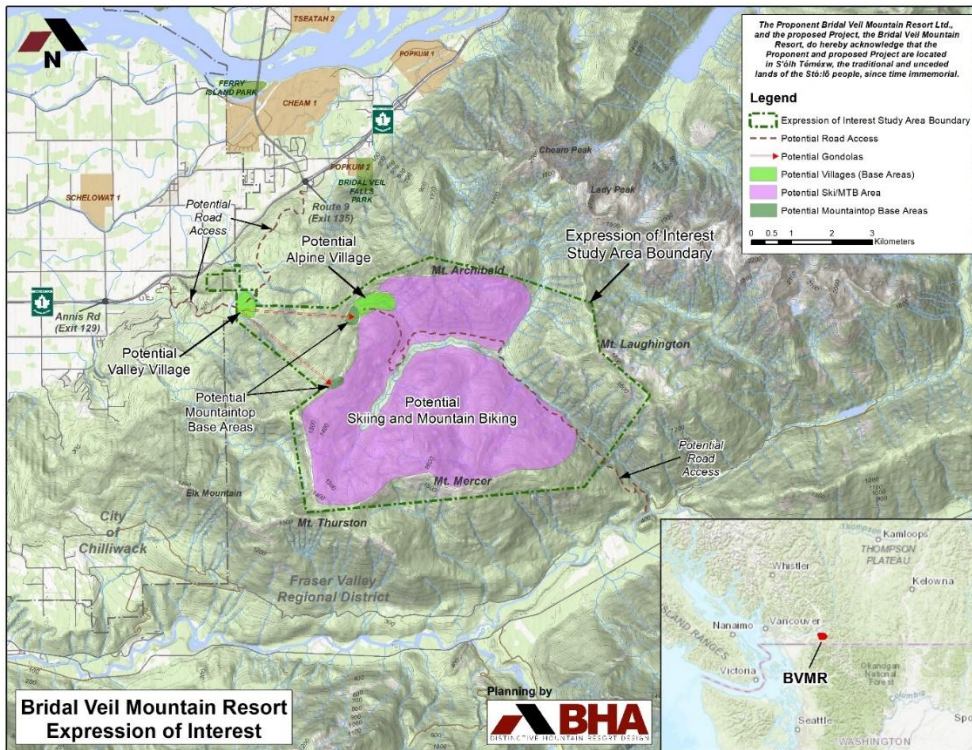 N
TSEATAH 2
POPKUM 1
FERRY
ISLAND PARK
CHEAM 1
POPKUM 2
BRIDAL VEIL
FALLS
PARK
SCHELOWAT 1
Potential
Road
Access
Route 9
(Exit 135)
Cheam Peak
Lady Peak
Potential
Alpine Village
Expression of Interest
Study Area Boundary
Mt. Archibald
Annis Rd
(Exit 129)
Potential
Valley Village
Mt. Laughington
Potential
Mountaintop
Base Areas
Potential
Skiing and Mountain Biking
Potential
Road
Access
Elk Mountain
Mt. Mercer
Mt. Thurston
City
of
Chilliwack
Fraser Valley
Regional District
The Proponent Bridal Veil Mountain Resort Ltd.,
and the proposed Project, the Bridal Veil Mountain
Resort, do hereby acknowledge that the
Proponent and proposed Project are located
in S'ólh Téméxw, the traditional and unceded
lands of the Stó:lō people, since time immemorial.
Legend
Expression of Interest Study Area Boundary
Potential Road Access
Potential Gondolas
Potential Villages (Base Areas)
Potential Ski/MTB Area
Potential Mountaintop Base Areas
0 0.5 1 2 3
Kilometers
Kamloops
THOMPSON
PLATEAU
Whistler
Kelowna
Nanaimo
Vancouver
ISLAND RANGES
Victoria
BVMR
Okanogan
National
Forest
Columbia
Seattle
Spo
WASHINGTON
Bridal Veil Mountain Resort
Expression of Interest
Planning by
BHA
DISTINCTIVE MOUNTAIN RESORT DESIGN